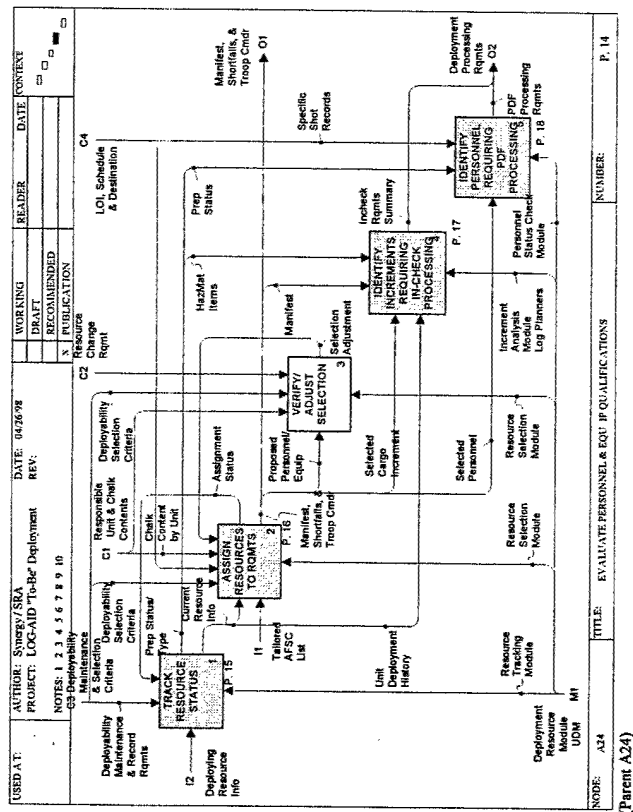 USED AT:
AUTHOR: Synergy / SRA
PROJECT: LOG-AID "To-Be" Deployment
NOTES: 1 2 3 4 5 6 7 8 9 10
DATE: 04/26/98
REV:
WORKING
DRAFT
RECOMMENDED
X PUBLICATION
READER
DATE
CONTEXT
C3 Deployability
Maintenance
& Selection
Criteria
Deployability
Maintenance
& Record
Rqmts
Deployability
Selection
Criteria
C1
Responsible
Unit & Chalk
Contents
Chalk
Content
by Unit
Deployability
Selection
Criteria
C2
Resource
Change
Rqmt
C4
LOI, Schedule
& Destination
Specific
Shot
Records
Manifest,
Shortfalls, &
Troop Cmdr
O1
I2
Deploying
Resource
Info
TRACK
RESOURCE
STATUS
1
P. 15
Prep Status/
Type
Current
Resource
Info
Assignment
Status
I1
Tailored
AFSC
List
ASSIGN
RESOURCES
TO RQMTS
2
P. 16
Manifest,
Shortfalls, &
Troop Cmdr
Proposed
Personnel/
Equip
VERIFY/
ADJUST
SELECTION
3
Selection
Adjustment
Manifest
HazMat
Items
Prep
Status
Selected
Cargo
Increment
IDENTIFY
INCREMENTS
REQUIRING
IN-CHECK
PROCESSING
4
P. 17
Incheck
Rqmts
Summary
Selected
Personnel
IDENTIFY
PERSONNEL
REQUIRING
PDF
PROCESSING
5
P. 18
PDF
Processing
Rqmts
Deployment
Processing
Rqmts
O2
Unit
Deployment
History
Deployment
Resource
Module
UDM
M1
Resource
Tracking
Module
Resource
Selection
Module
Resource
Selection
Module
Increment
Analysis
Module
Log Planners
Personnel
Status Check
Module
NODE: A24
TITLE: EVALUATE PERSONNEL & EQU IP QUALIFICATIONS
NUMBER:
P. 14
(Parent A24)